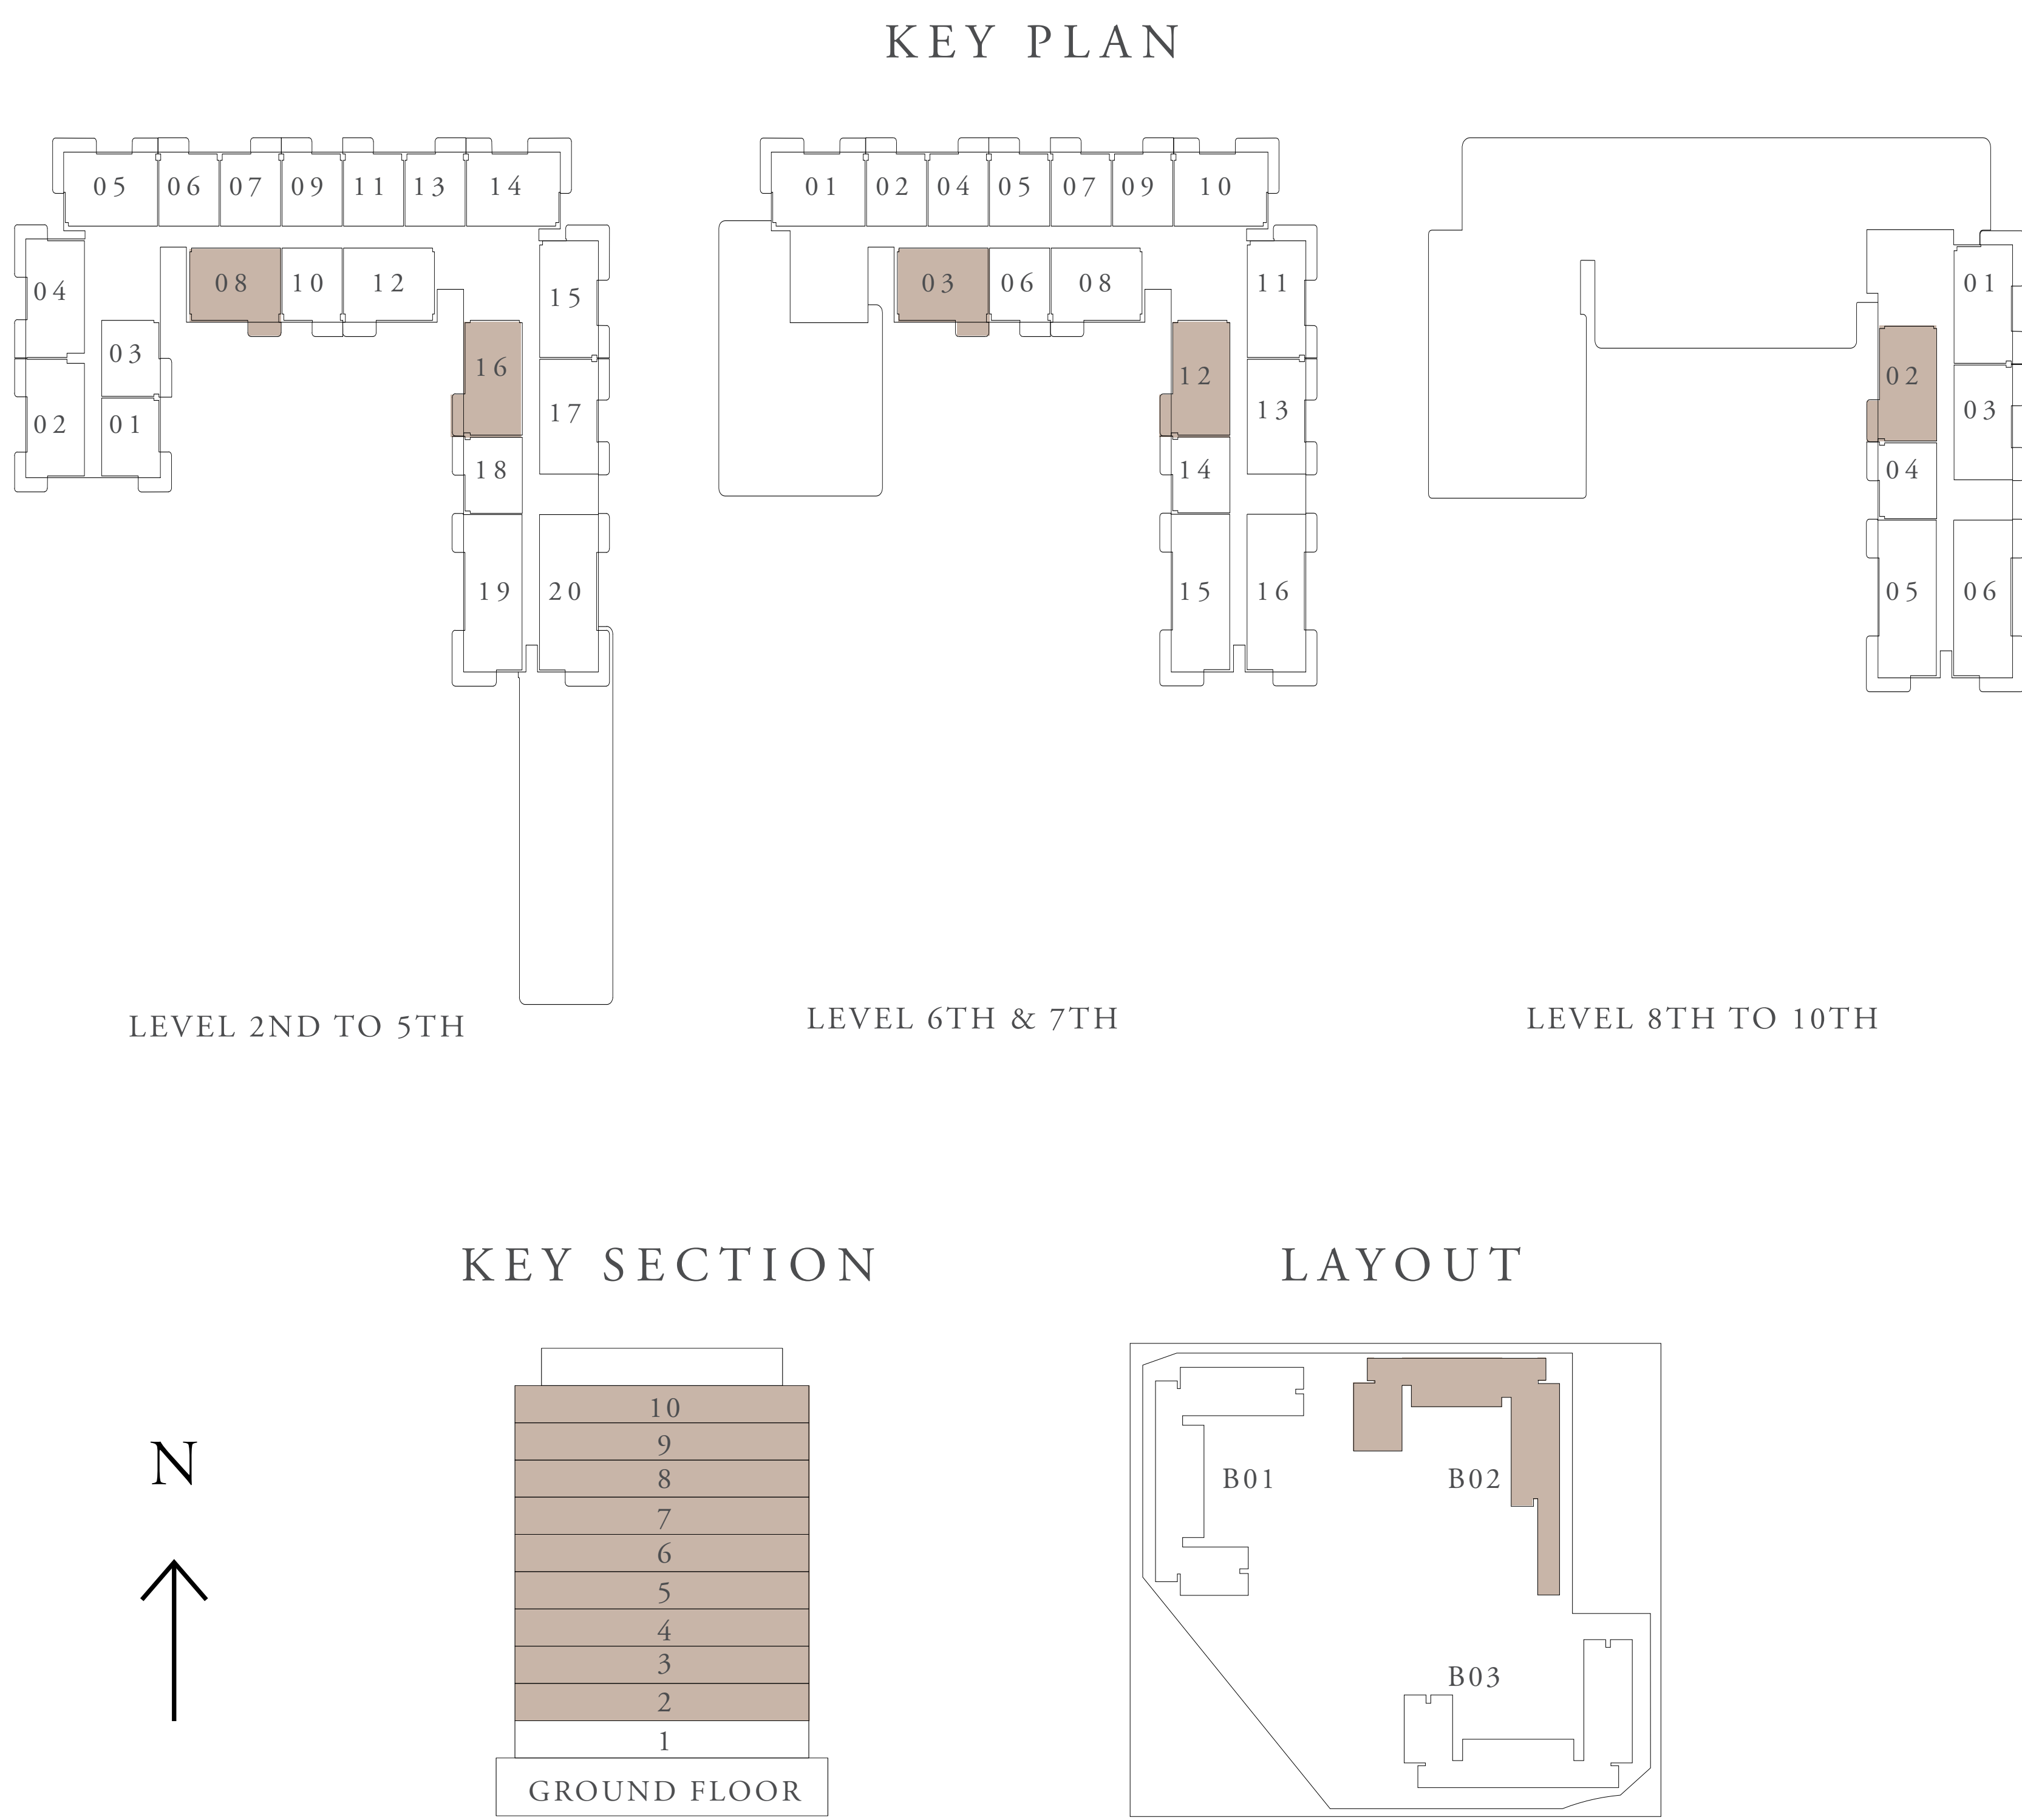 KEY PLAN
05 06 07 09 11 13 14
04
08 10 12
15
03
16
02 01
17
18
19 20
LEVEL 2ND TO 5TH
01 02 04 05 07 09 10
03 06 08
11
12
13
14
15 16
LEVEL 6TH & 7TH
01
02
03
04
05 06
LEVEL 8TH TO 10TH
KEY SECTION
10
9
8
7
6
5
4
3
2
1
GROUND FLOOR
N
LAYOUT
B01
B02
B03